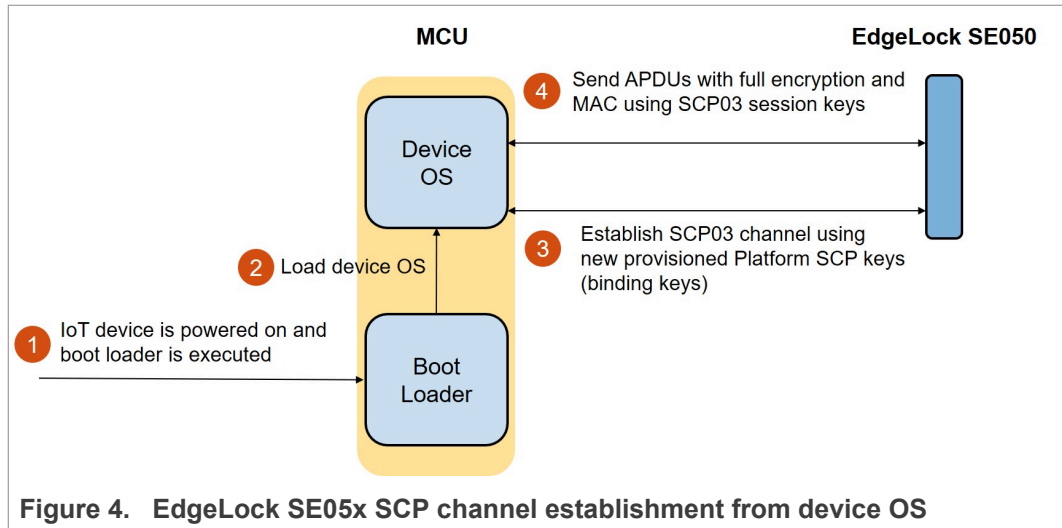 MCU
EdgeLock SE050
4
Send APDUs with full encryption and
MAC using SCP03 session keys
Device
OS
3
Establish SCP03 channel using
new provisioned Platform SCP keys
(binding keys)
2
Load device OS
1
IoT device is powered on and
boot loader is executed
Boot
Loader
Figure 4. EdgeLock SE05x SCP channel establishment from device OS